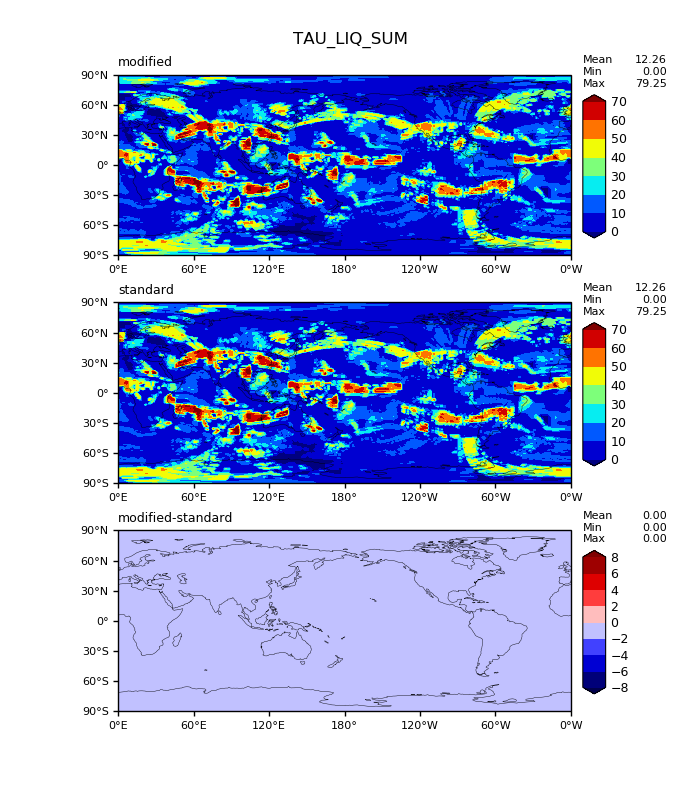 TAU_LIQ_SUM
modified
Mean 12.26
Min 0.00
Max 79.25
90°N
60°N
30°N
0°
30°S
60°S
90°S
0°E 60°E 120°E 180° 120°W 60°W 0°W
70
60
50
40
30
20
10
0
standard
Mean 12.26
Min 0.00
Max 79.25
90°N
60°N
30°N
0°
30°S
60°S
90°S
0°E 60°E 120°E 180° 120°W 60°W 0°W
70
60
50
40
30
20
10
0
modified-standard
Mean 0.00
Min 0.00
Max 0.00
90°N
60°N
30°N
0°
30°S
60°S
90°S
0°E 60°E 120°E 180° 120°W 60°W 0°W
8
6
4
2
0
−2
−4
−6
−8